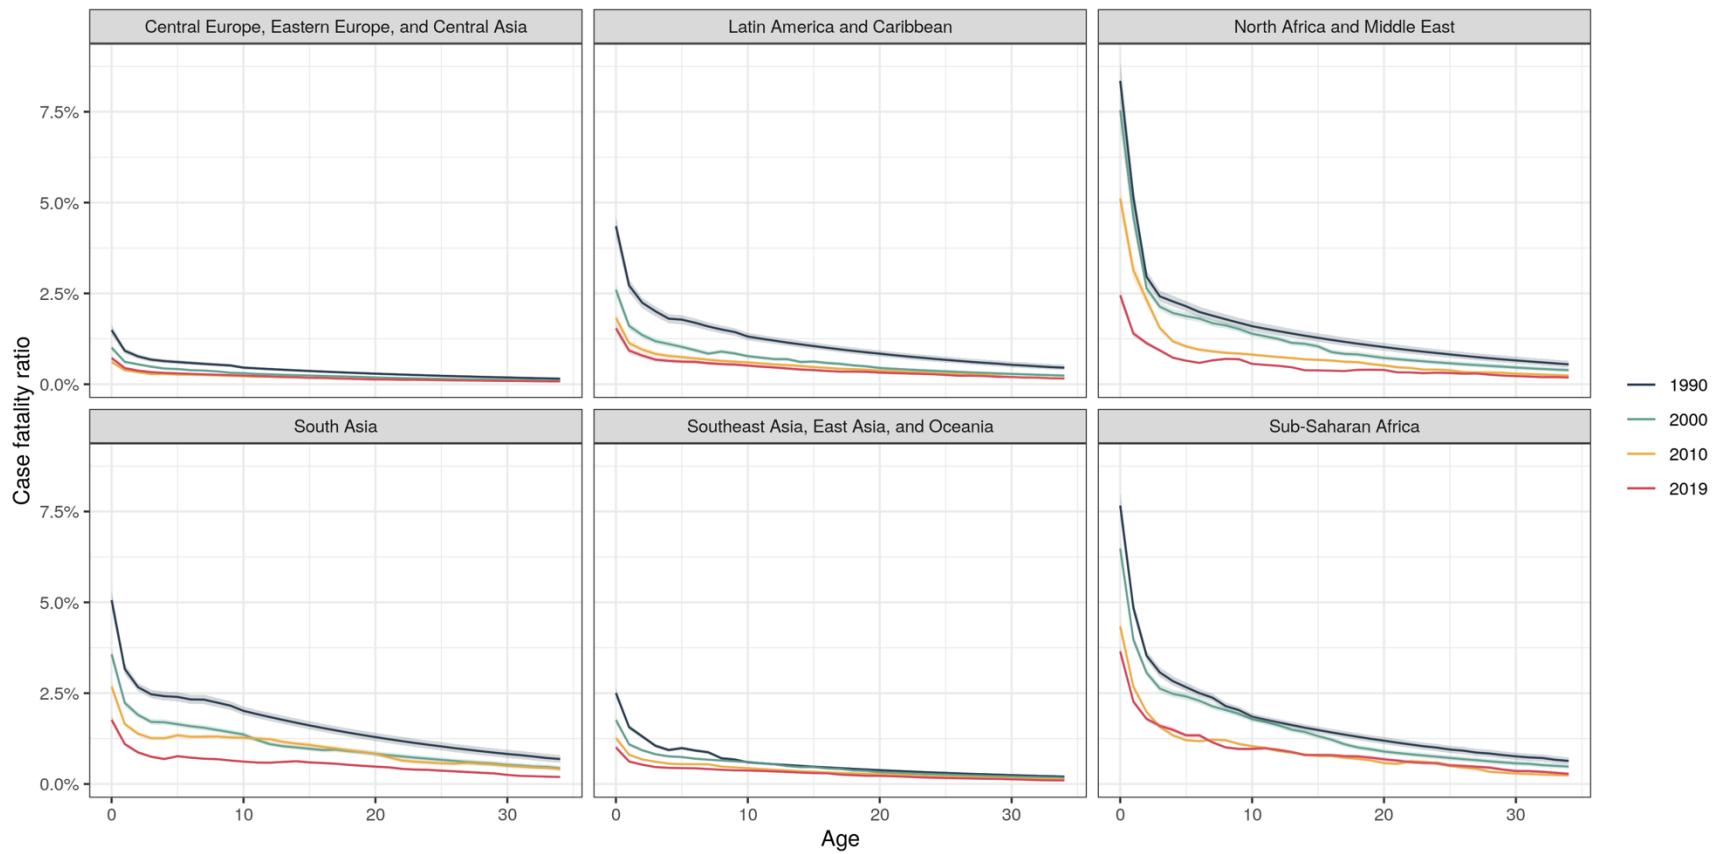 Central Europe, Eastern Europe, and Central Asia
Latin America and Caribbean
North Africa and Middle East
7.5%
5.0%
2.5%
0.0%
South Asia
Southeast Asia, East Asia, and Oceania
Sub-Saharan Africa
7.5%
5.0%
2.5%
0.0%
0 10 20 30
0 10 20 30
0 10 20 30
Age
Case fatality ratio
1990
2000
2010
2019